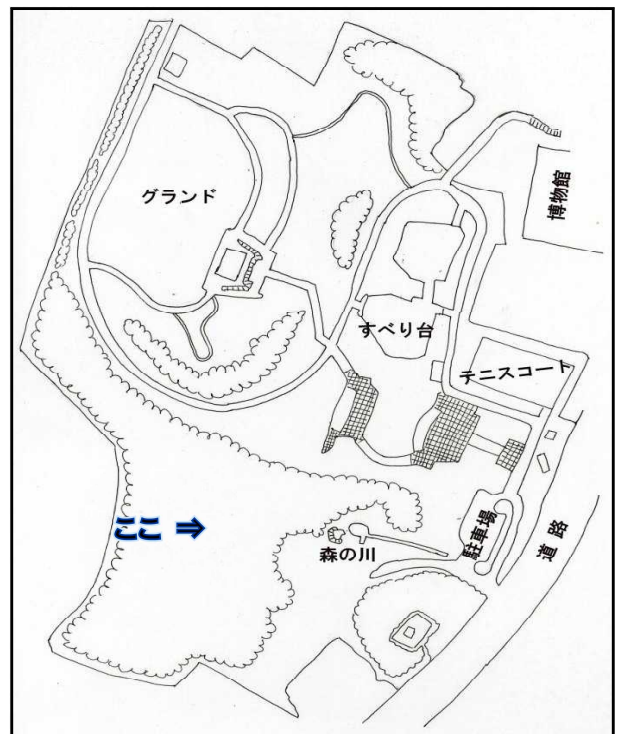 グランド
博物館
すべり台
テニスコート
ここ ⇒
森の川
駐車場
道路